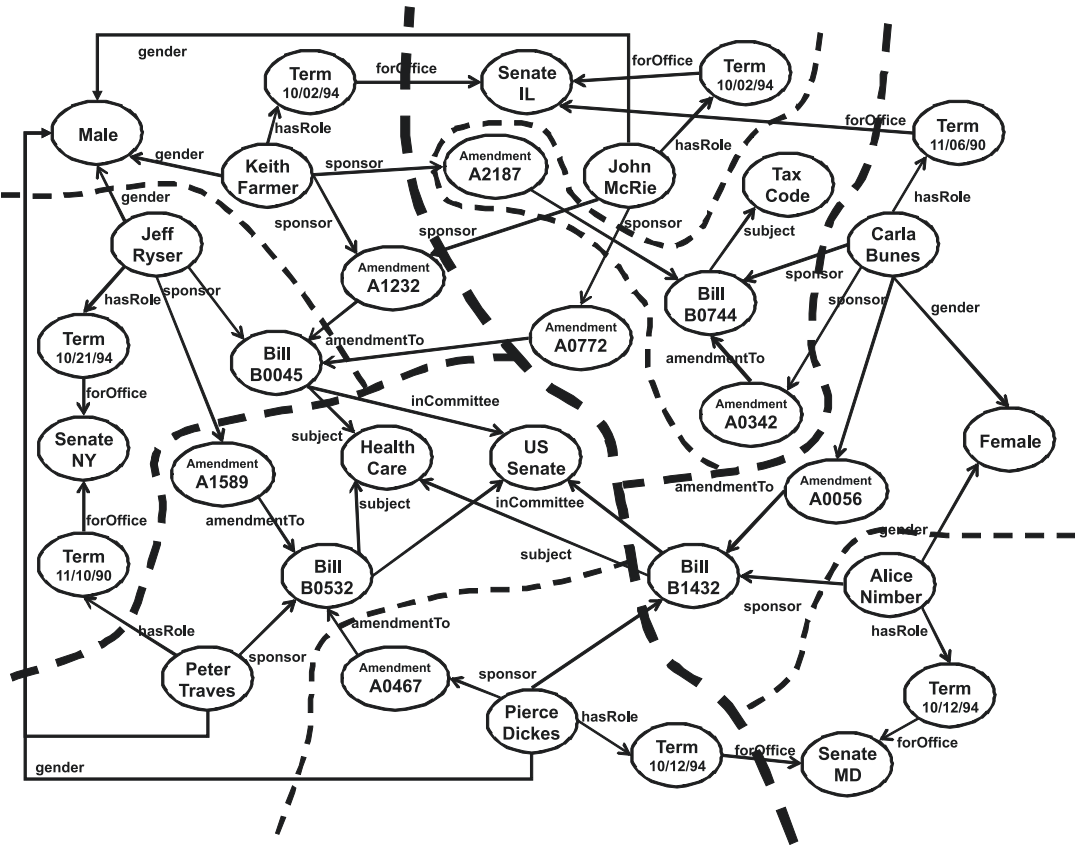 gender
Term
10/02/94
forOffice
Senate
IL
forOffice
Term
10/02/94
Male
hasRole
gender
Keith
Farmer
sponsor
Amendment
A2187
John
McRie
hasRole
forOffice
Term
11/06/90
Tax
Code
gender
Jeff
Ryser
sponsor
sponsor
sponsor
subject
hasRole
Carla
Bunes
hasRole
sponsor
Amendment
A1232
Bill
B0744
sponsor
sponsor
gender
Term
10/21/94
Bill
B0045
amendmentTo
Amendment
A0772
amendmentTo
forOffice
inCommittee
Amendment
A0342
Senate
NY
subject
Health
Care
US
Senate
Female
Amendment
A1589
subject
inCommittee
amendmentTo
Amendment
A0056
forOffice
amendmentTo
gender
Term
11/10/90
Bill
B0532
subject
Bill
B1432
Alice
Nimber
sponsor
hasRole
amendmentTo
hasRole
sponsor
Peter
Traves
Amendment
A0467
sponsor
Term
10/12/94
Pierce
Dickes
hasRole
Term
10/12/94
forOffice
Senate
MD
forOffice
gender